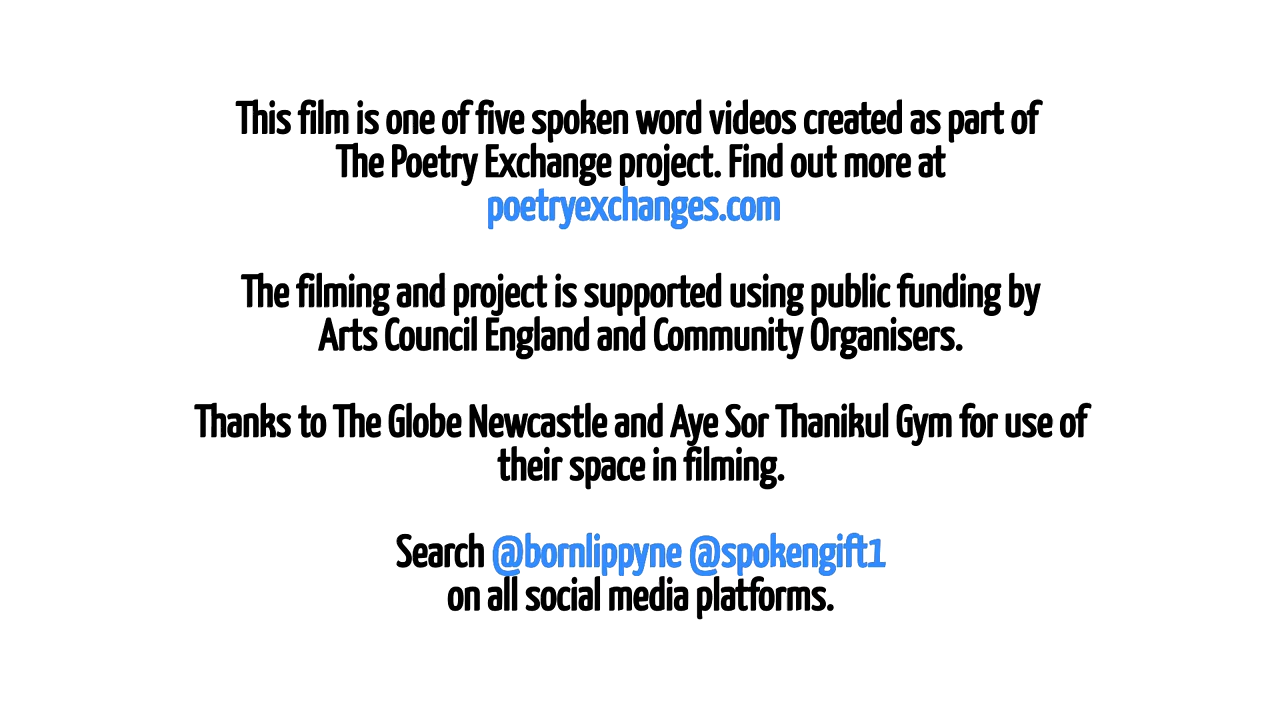 This film is one of five spoken word videos created as part of
The Poetry Exchange project. Find out more at
poetryexchanges.com
The filming and project is supported using public funding by
Arts Council England and Community Organisers.
Thanks to The Globe Newcastle and Aye Sor Thanikul Gym for use of
their space in filming.
Search @bornlippyne @spokengift1
on all social media platforms.